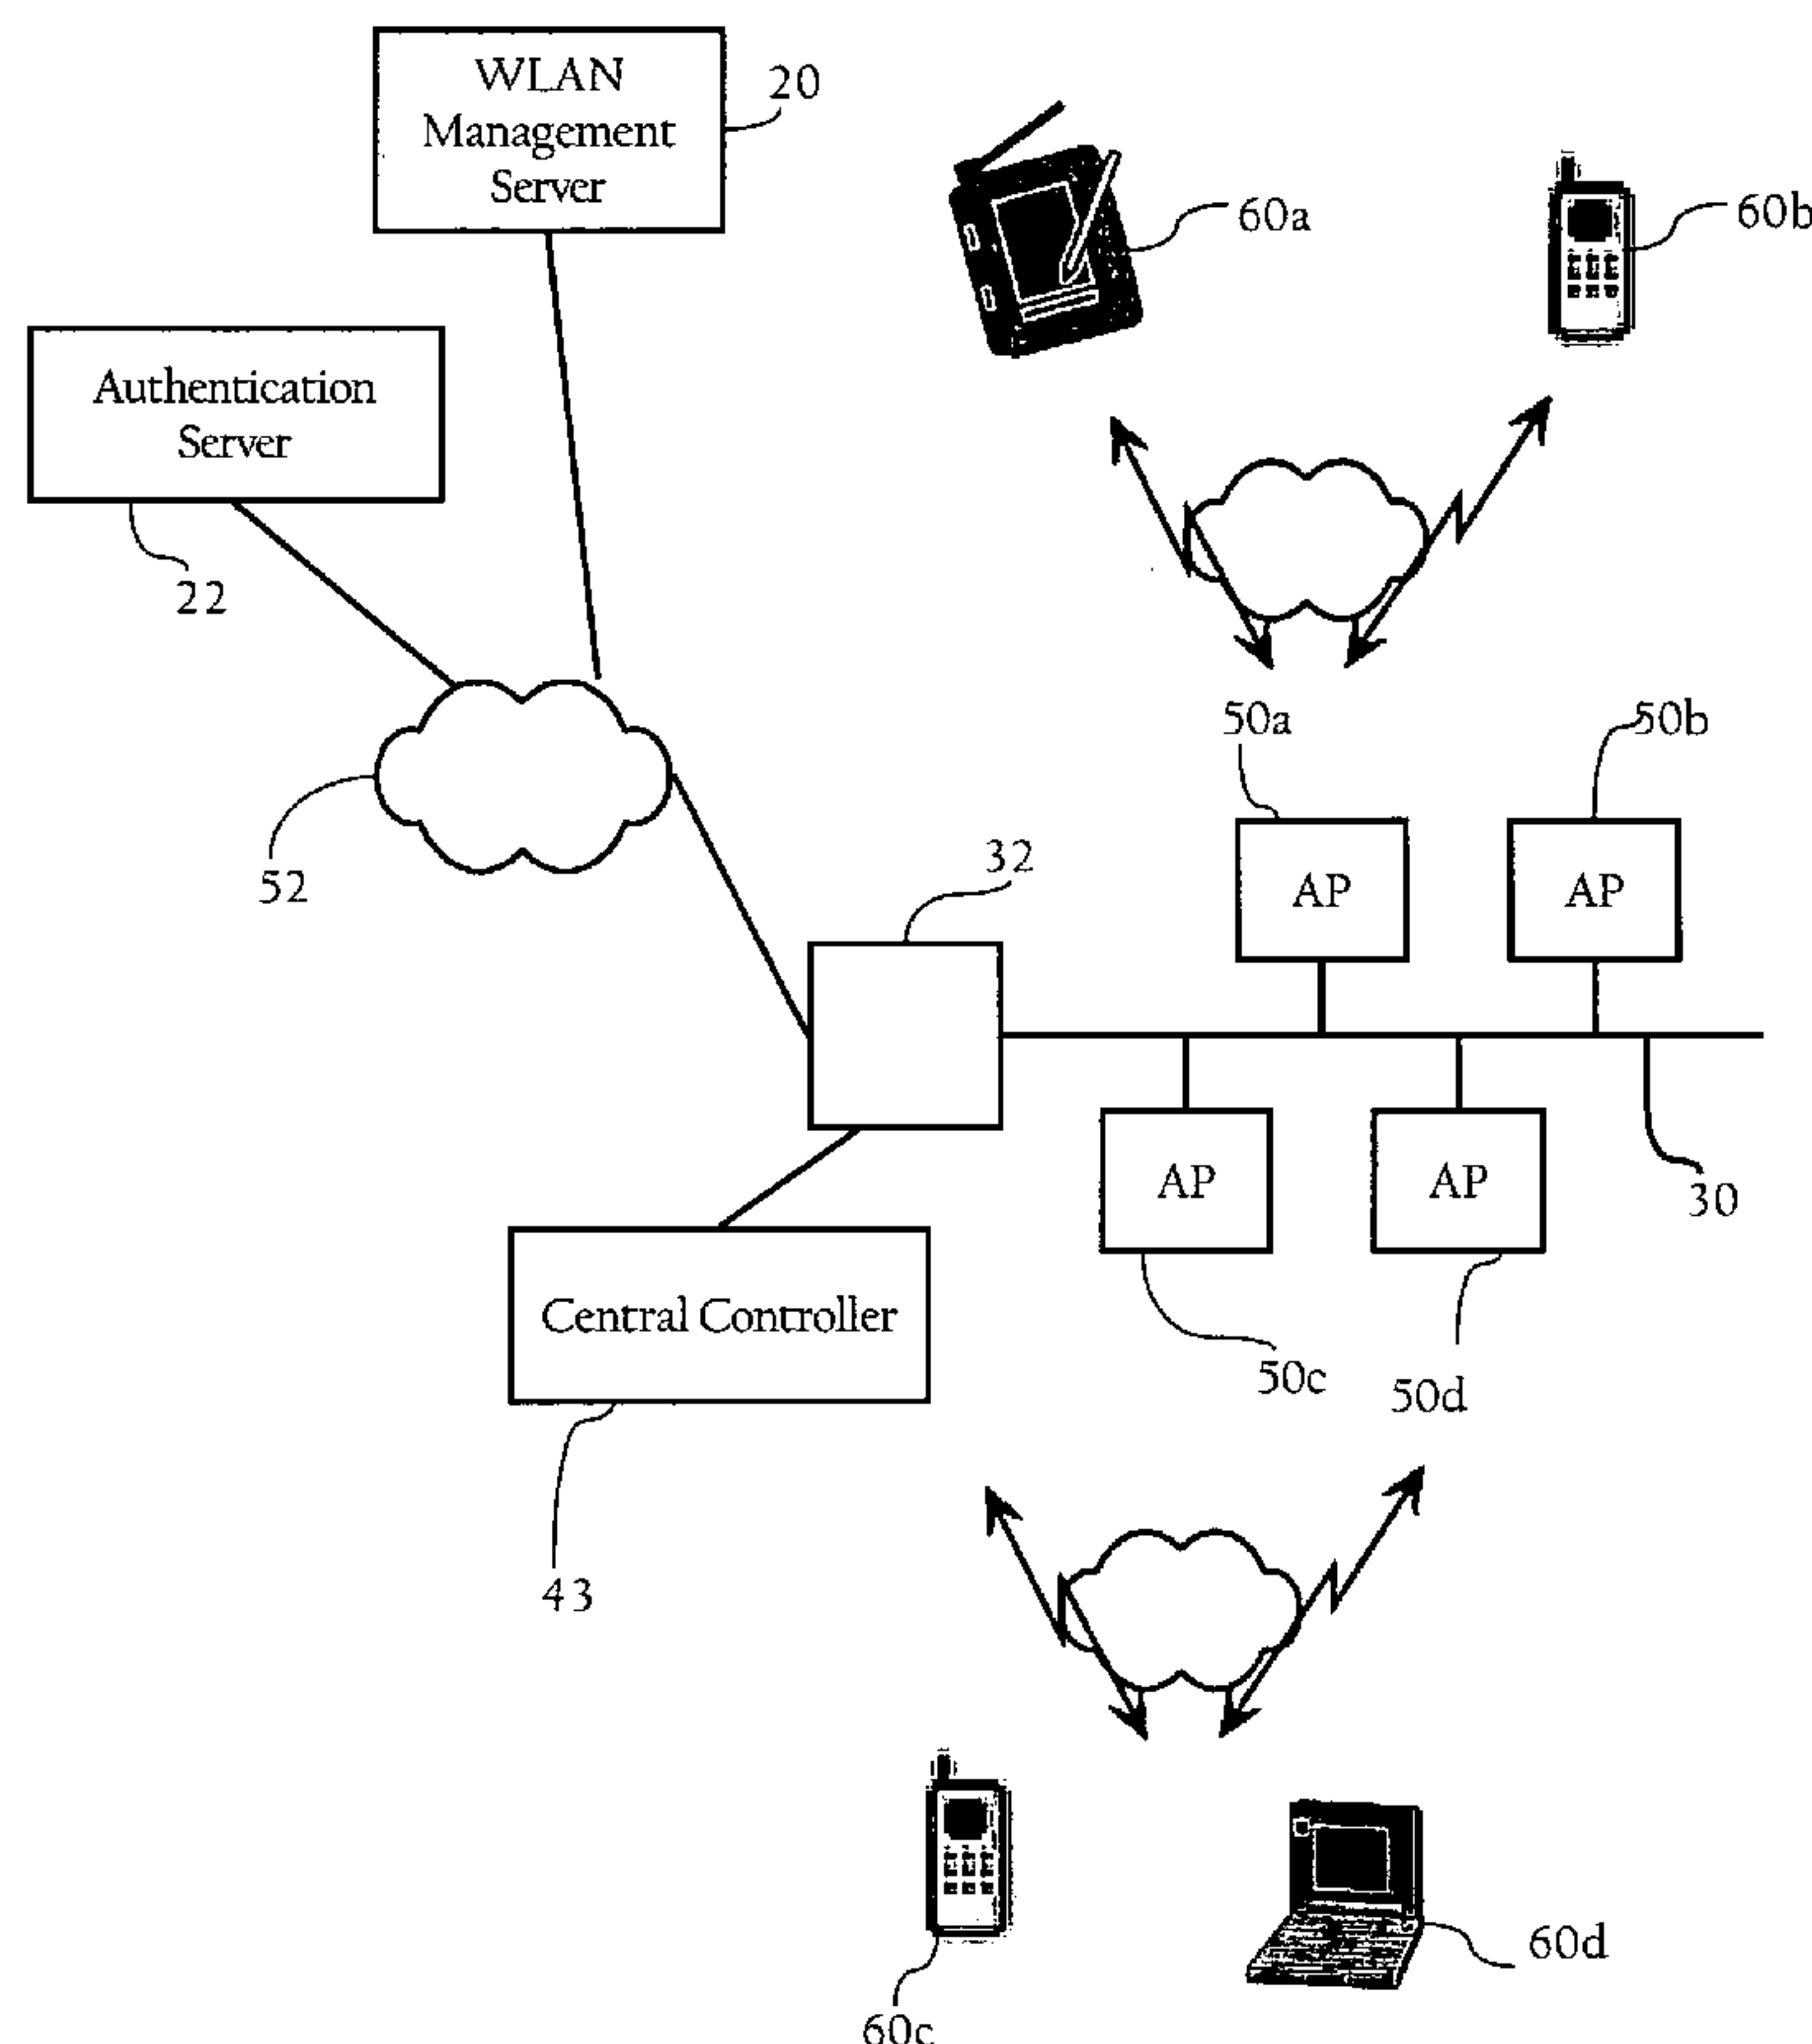 WLAN
Management
Server
20
60a
60b
Authentication
Server
22
50a
50b
52
32
AP
AP
AP
AP
30
Central Controller
50c
50d
43
60d
60c